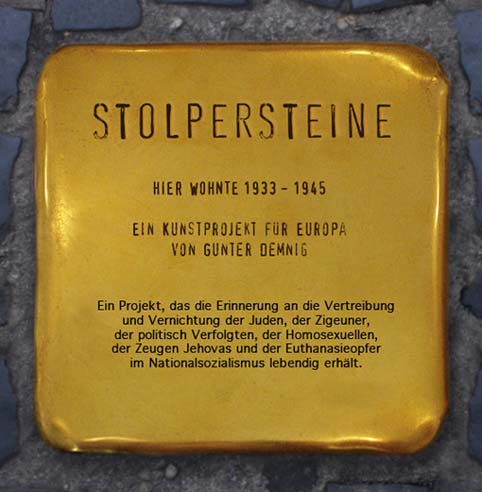 STOLPERSTEINE
HIER WOHNTE 1933 - 1945
EIN KUNSTPROJEKT FÜR EUROPA
VON GUNTER DEMNIG
Ein Projekt, das die Erinnerung an die Vertreibung
und Vernichtung der Juden, der Zigeuner,
der politisch Verfolgten, der Homosexuellen,
der Zeugen Jehovas und der Euthanasieopfer
im Nationalsozialismus lebendig erhält.